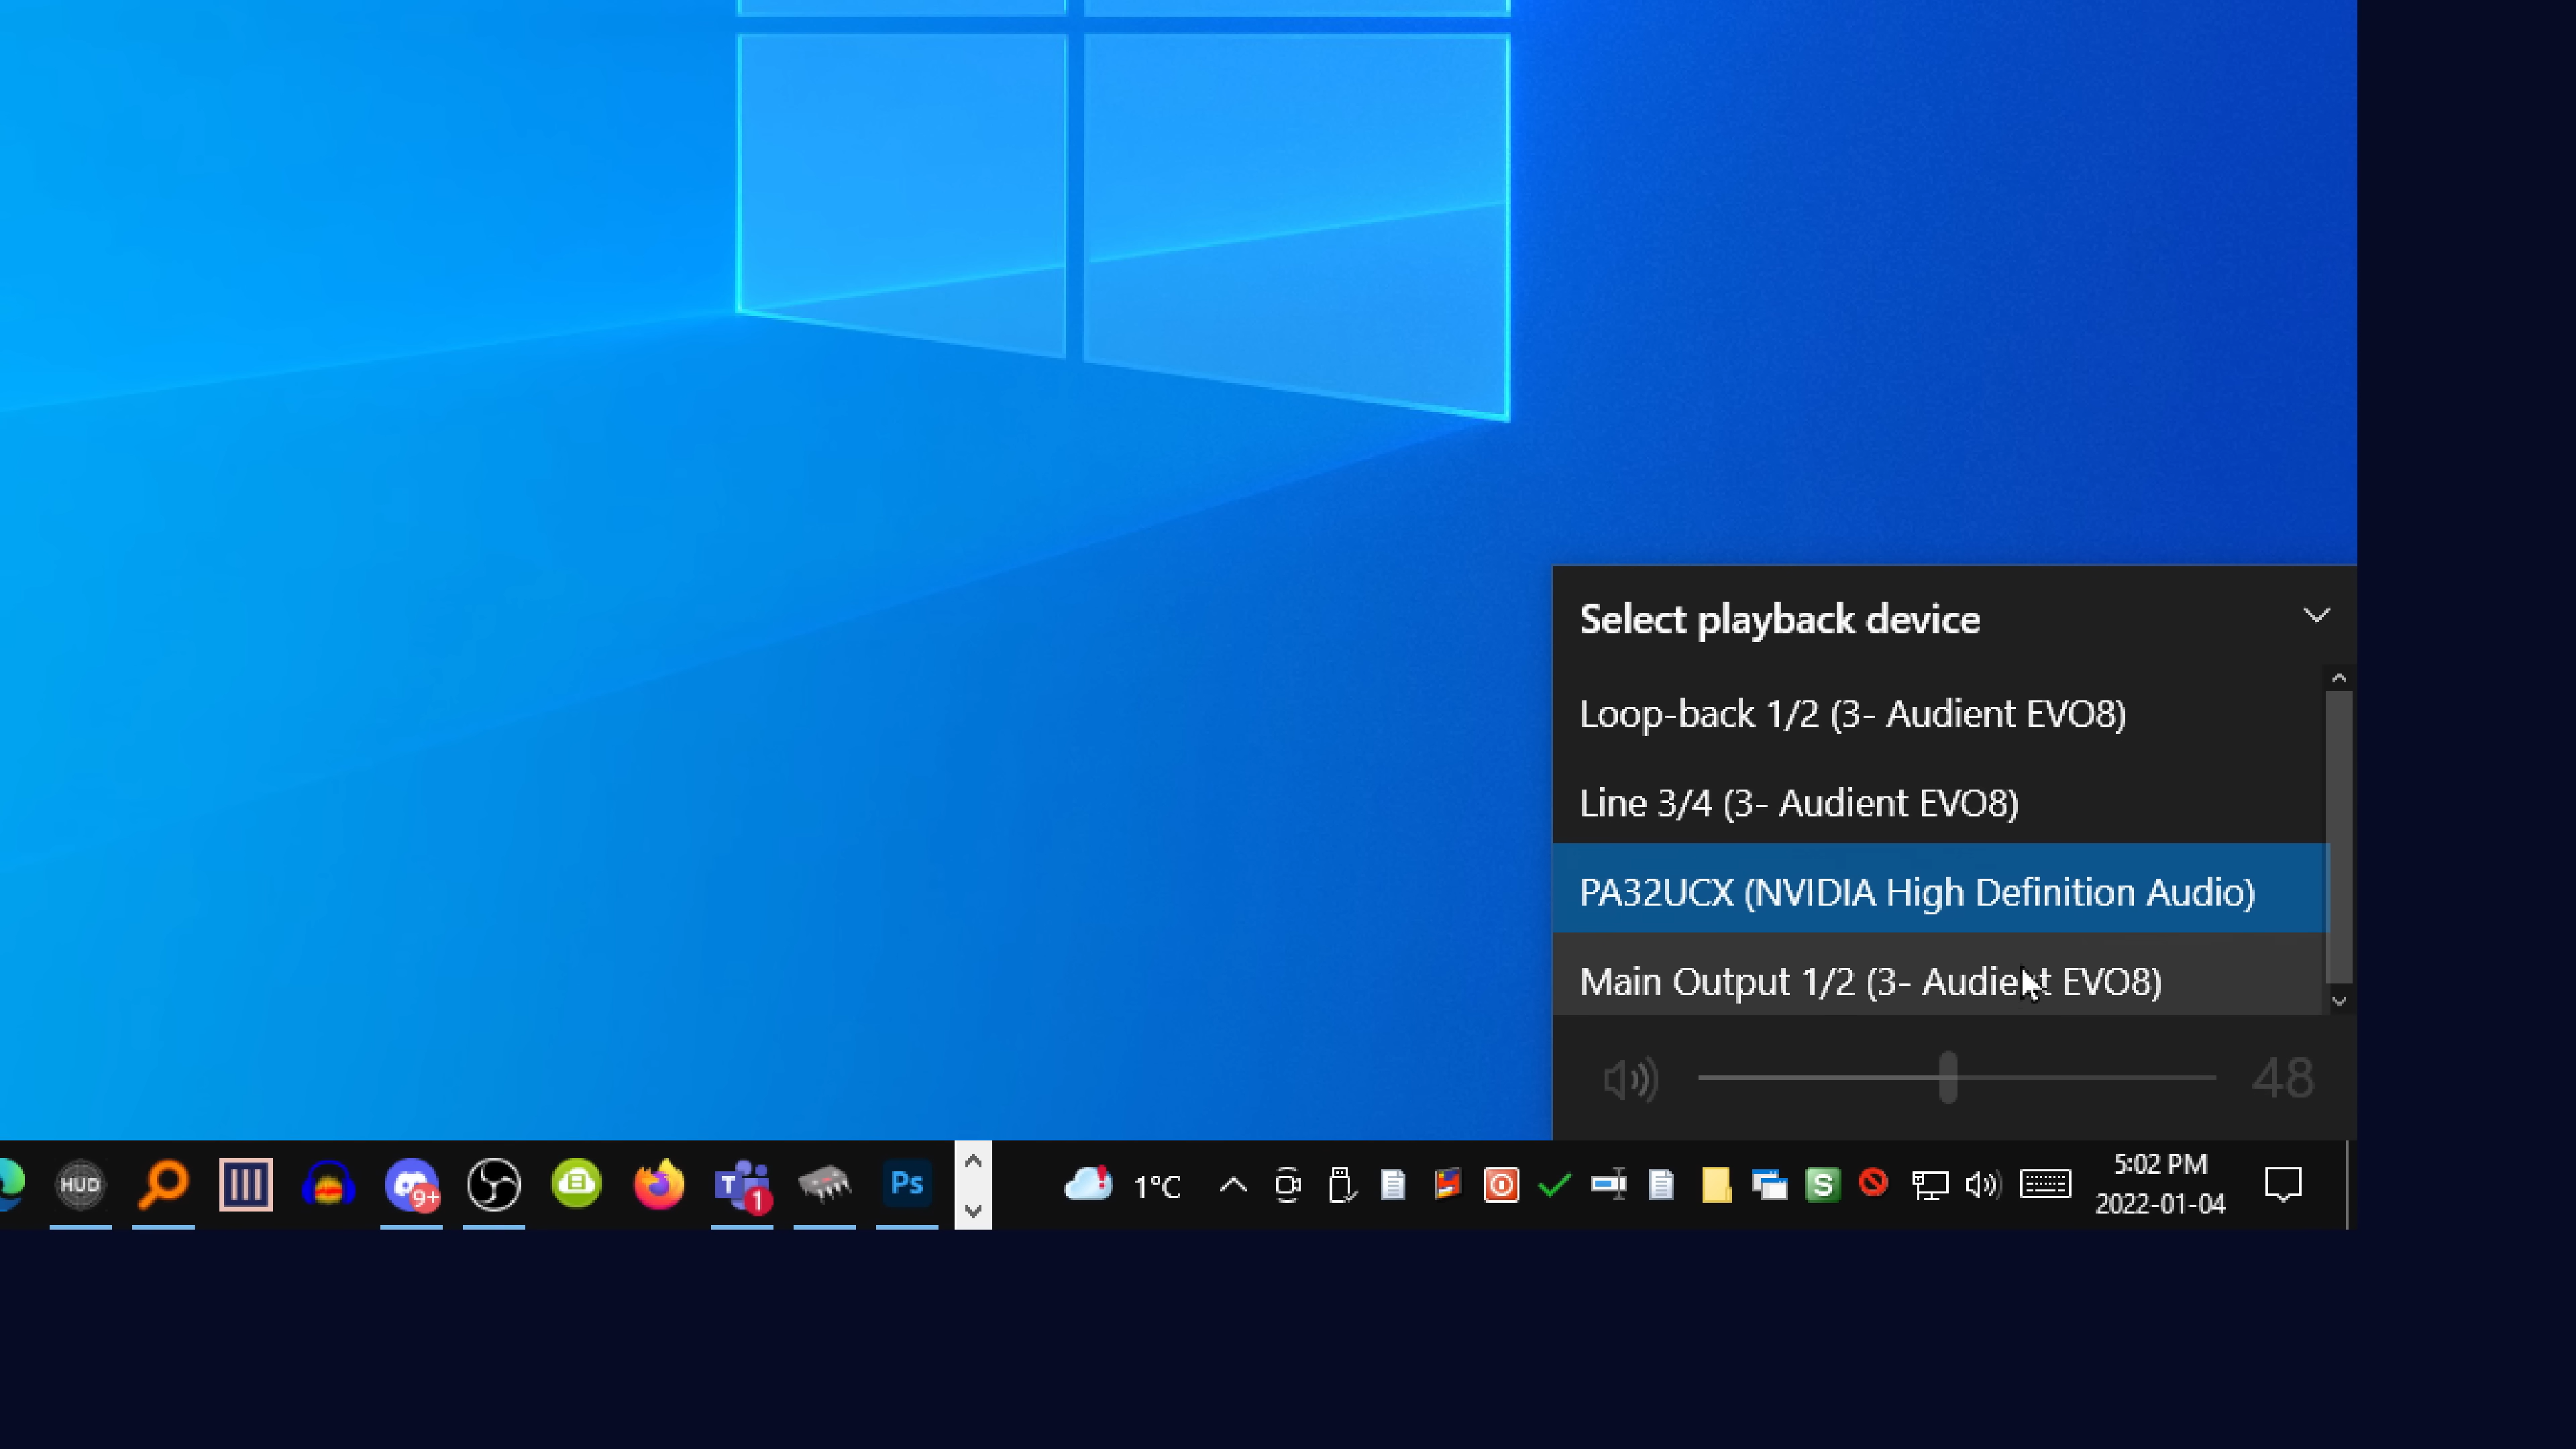 Select playback device
Loop-back 1/2 (3- Audient EVO8)
Line 3/4 (3- Audient EVO8)
PA32UCX (NVIDIA High Definition Audio)
Main Output 1/2 (3- Audient EVO8)
48
HUD
9+
T
1
Ps
1°C
S
5:02 PM
2022-01-04